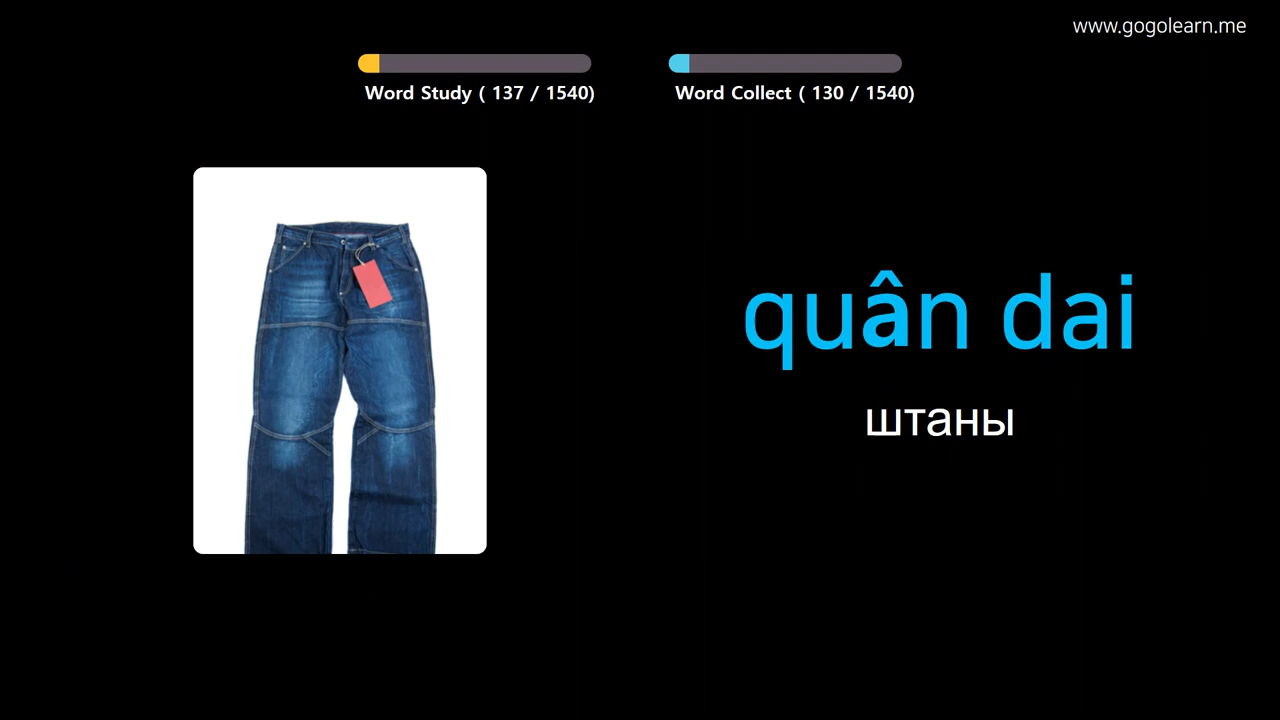 www.gogolearn.me
Word Study ( 137 / 1540)
Word Collect ( 130 / 1540)
quân dai
штаны